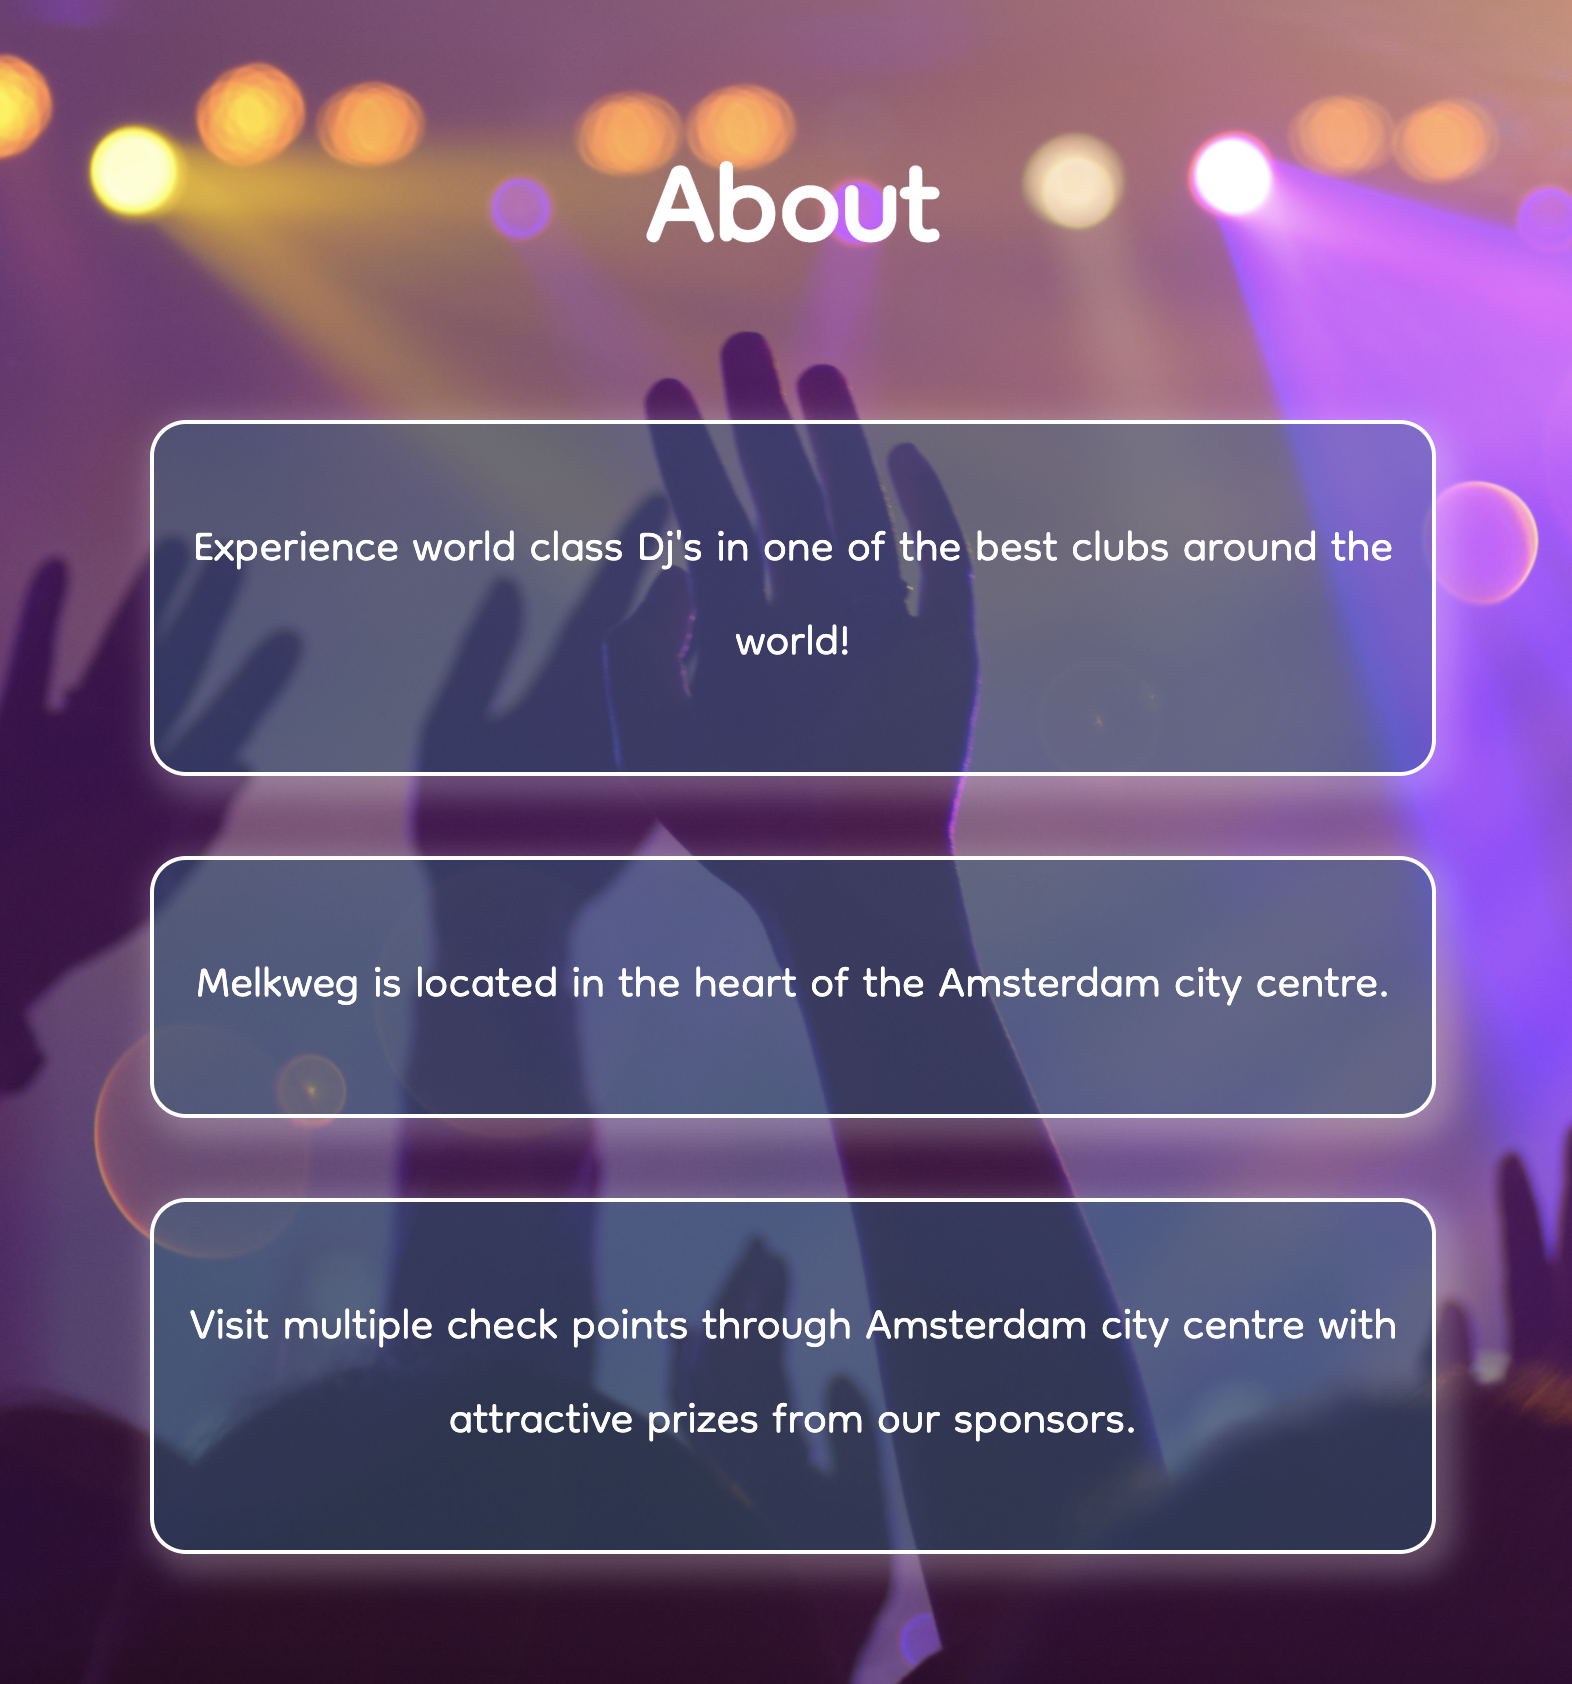 About
Experience world class Dj's in one of the best clubs around the
world!
Melkweg is located in the heart of the Amsterdam city centre.
Visit multiple check points through Amsterdam city centre with
attractive prizes from our sponsors.